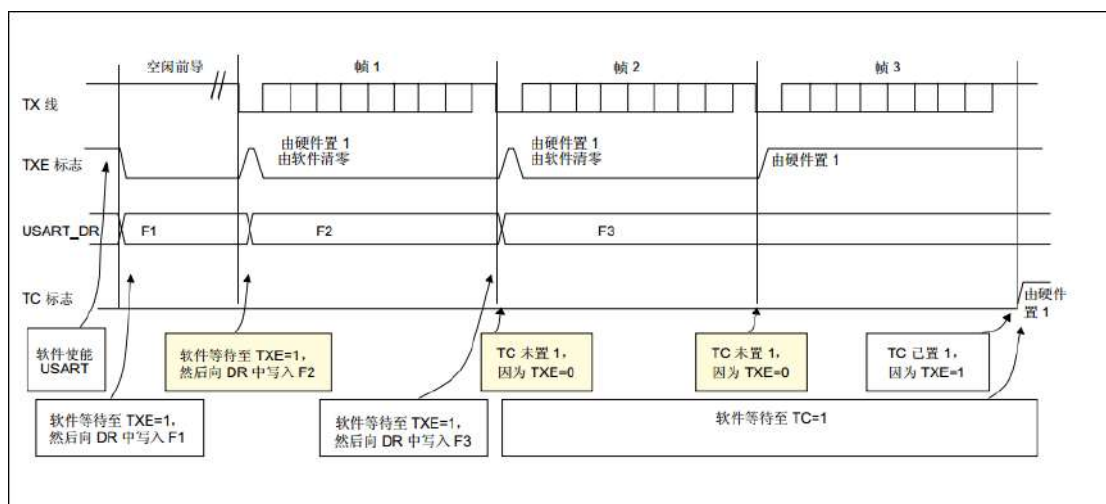 空闲前导
帧 1
帧 2
帧 3
TX 线
由硬件置 1
由软件清零
由硬件置 1
由软件清零
TXE 标志
由硬件置 1
USART_DR
F1
F2
F3
TC 标志
由硬件
置 1
软件使能
USART
软件等待至 TXE=1,
然后向 DR 中写入 F2
TC 未置 1,
因为 TXE=0
TC 未置 1,
因为 TXE=0
TC 已置 1,
因为 TXE=1
软件等待至 TXE=1,
然后向 DR 中写入 F1
软件等待至 TXE=1,
然后向 DR 中写入 F3
软件等待至 TC=1